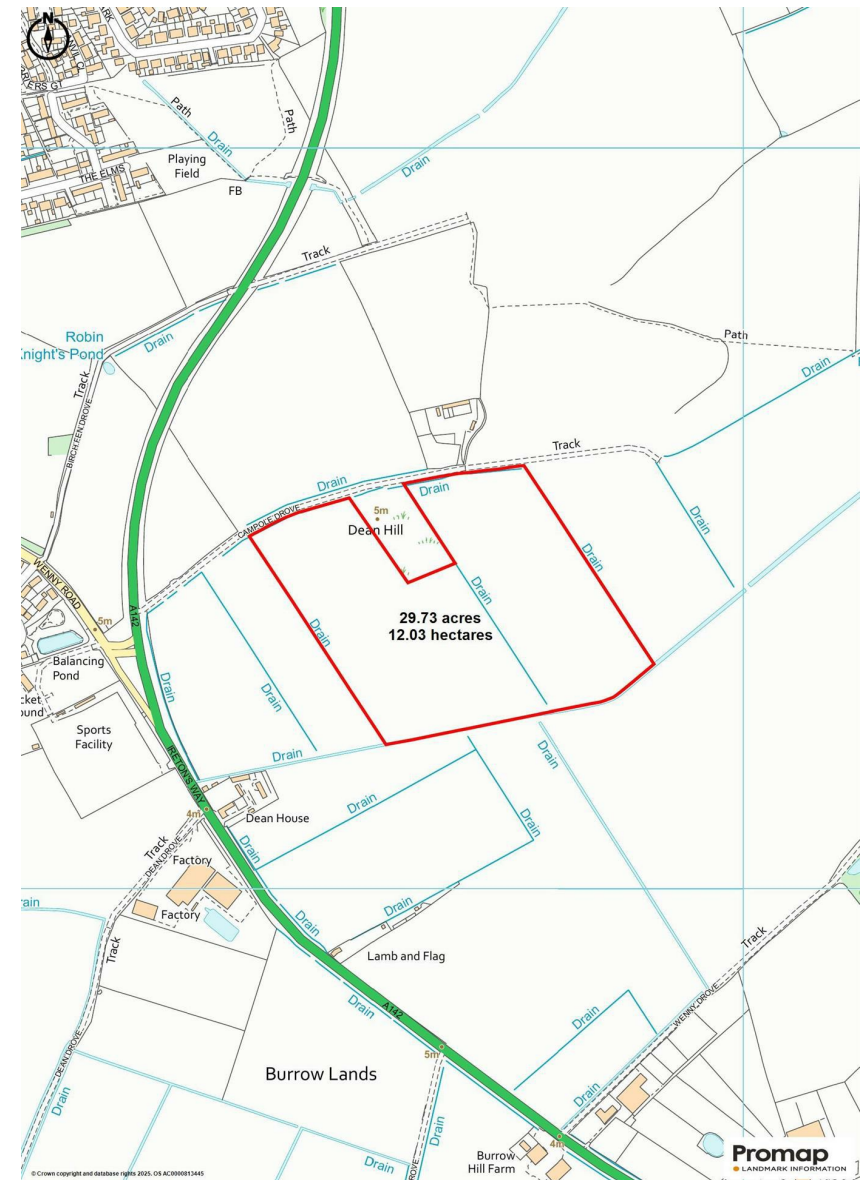 N
THE ELMS
Path
Path
Drain
Playing
Field
FB
Drain
Track
Robin
Knight's Pond
Drain
Track
BIRCH FEN DROVE
Path
Drain
Track
Drain
Drain
CAMPOLE DROVE
5m
Dean Hill
Drain
Drain
WENNY ROAD
5m
A142
29.73 acres
12.03 hectares
Drain
Drain
Balancing
Pond
Drain
Drain
Sports
Facility
IRETON'S WAY
Drain
Drain
4m
Dean House
Drain
Drain
Drain
Track
DEAN DROVE
Factory
Factory
Drain
Drain
Track
Lamb and Flag
Track
Drain
A142
WENNY DROVE
Drain
5m
Burrow Lands
DEAN DROVE
Drain
Drain
Drain
4m
Burrow
Hill Farm
Drain
Promap
LANDMARK INFORMATION
© Crown copyright and database rights 2025. OS AC0000813445